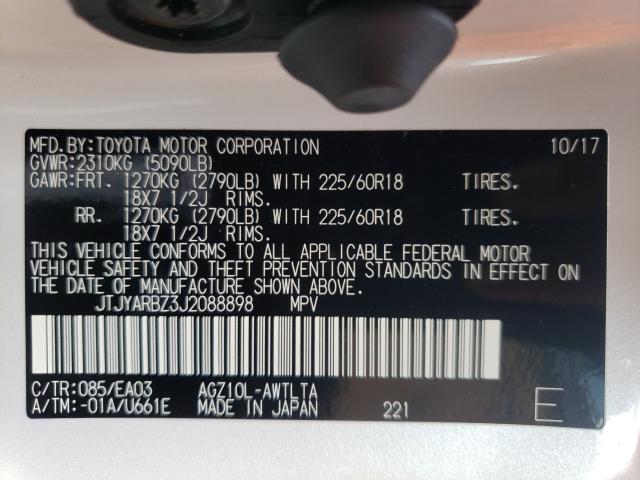 MFD.BY:TOYOTA MOTOR CORPORATION 10/17
GVWR:2310KG (5090LB)
GAWR:FRT. 1270KG (2790LB) WITH 225/60R18 TIRES.
18X7 1/2J RIMS.
RR. 1270KG (2790LB) WITH 225/60R18 TIRES.
18X7 1/2J RIMS.
THIS VEHICLE CONFORMS TO ALL APPLICABLE FEDERAL MOTOR
VEHICLE SAFETY AND THEFT PREVENTION STANDARDS IN EFFECT ON
THE DATE OF MANUFACTURE SHOWN ABOVE.
JTJYARBZ3J2088898 MPV
C/TR:085/EA03 AGZ10L-AWTLTA
A/TM:-01A/U661E MADE IN JAPAN 221 E